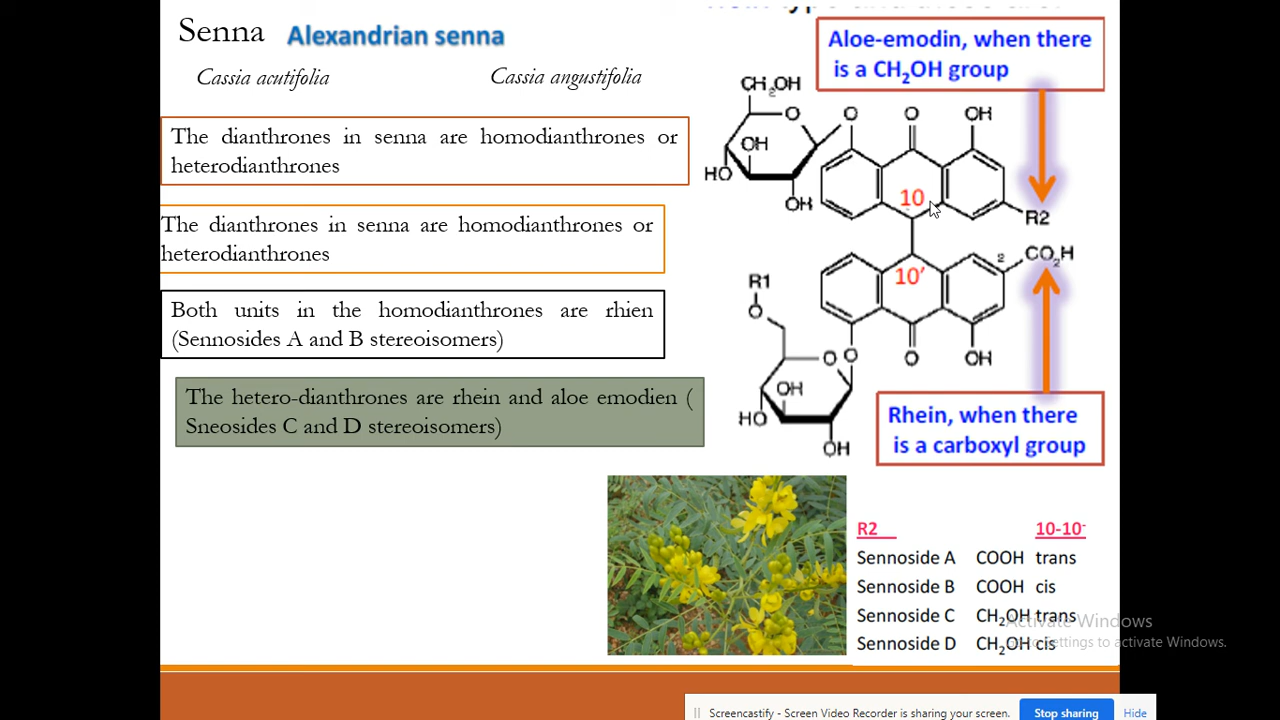 Senna Alexandrian senna
Cassia acutifolia Cassia angustifolia
The dianthrones in senna are homodianthrones or
heterodianthrones
The dianthrones in senna are homodianthrones or
heterodianthrones
Both units in the homodianthrones are rhien
(Sennosides A and B stereoisomers)
The hetero-dianthrones are rhein and aloe emodien (
Sneosides C and D stereoisomers)
Aloe-emodin, when there
is a CH₂OH group
CH₂OH
O
O
O
OH
OH
HO
OH
10
R2
10'
2
CO₂H
R1
O
O
O
O
OH
OH
HO
OH
Rhein, when there
is a carboxyl group
R2 10-10⁻
Sennoside A COOH trans
Sennoside B COOH cis
Sennoside C CH₂OH trans
Sennoside D CH₂OH cis
Activate Windows
to Settings to activate Windows.
Screencastify - Screen Video Recorder is sharing your screen. Stop sharing Hide